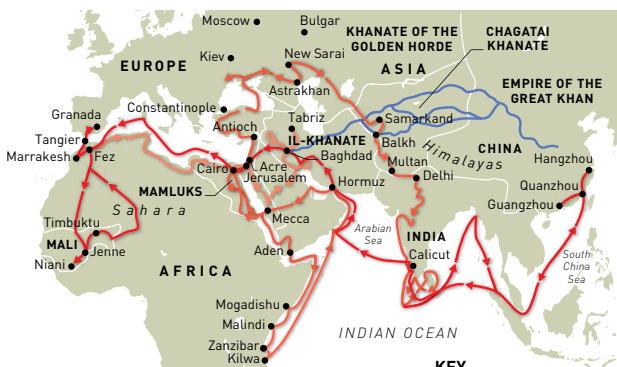 Moscow
Bulgar
KHANATE OF THE
GOLDEN HORDE
CHAGATAI
KHANATE
Kiev
New Sarai
EUROPE
ASIA
Astrakhan
EMPIRE OF THE
GREAT KHAN
Constantinople
Tabriz
Samarkand
Granada
Antioch
IL-KHANATE
Balkh
CHINA
Tangier
Marrakesh
Fez
Acre
Baghdad
Himalayas
Hangzhou
Cairo
Jerusalem
Multan
Delhi
Quanzhou
MAMLUKS
Hormuz
Guangzhou
Sahara
Mecca
Timbuktu
Arabian
Sea
INDIA
MALI
Jenne
Aden
Calicut
South
China
Sea
Niani
AFRICA
Mogadishu
Malindi
INDIAN OCEAN
Zanzibar
Kilwa
KEY